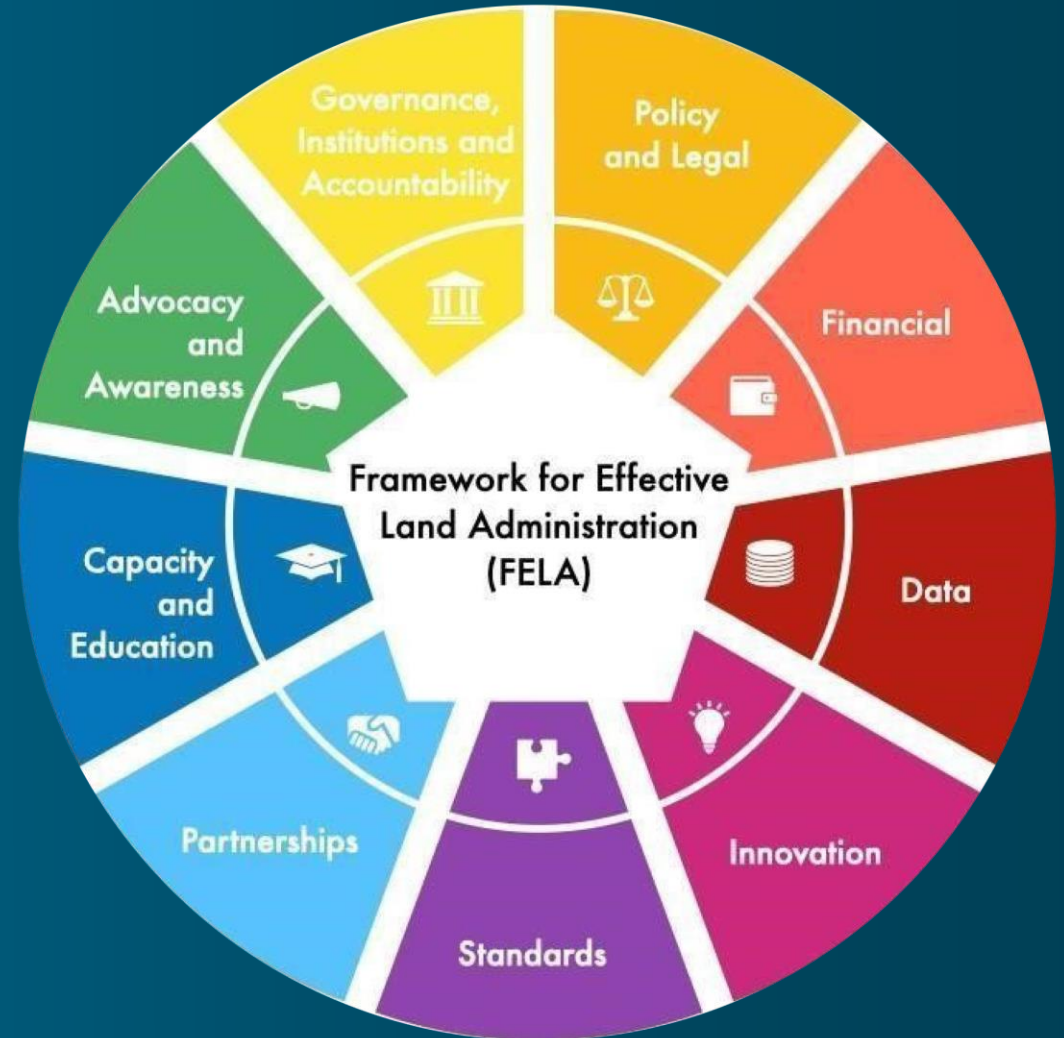 Framework for Effective
Land Administration
(FELA)
Governance,
Institutions and
Accountability
Policy
and Legal
Financial
Data
Innovation
Standards
Partnerships
Capacity
and
Education
Advocacy
and
Awareness